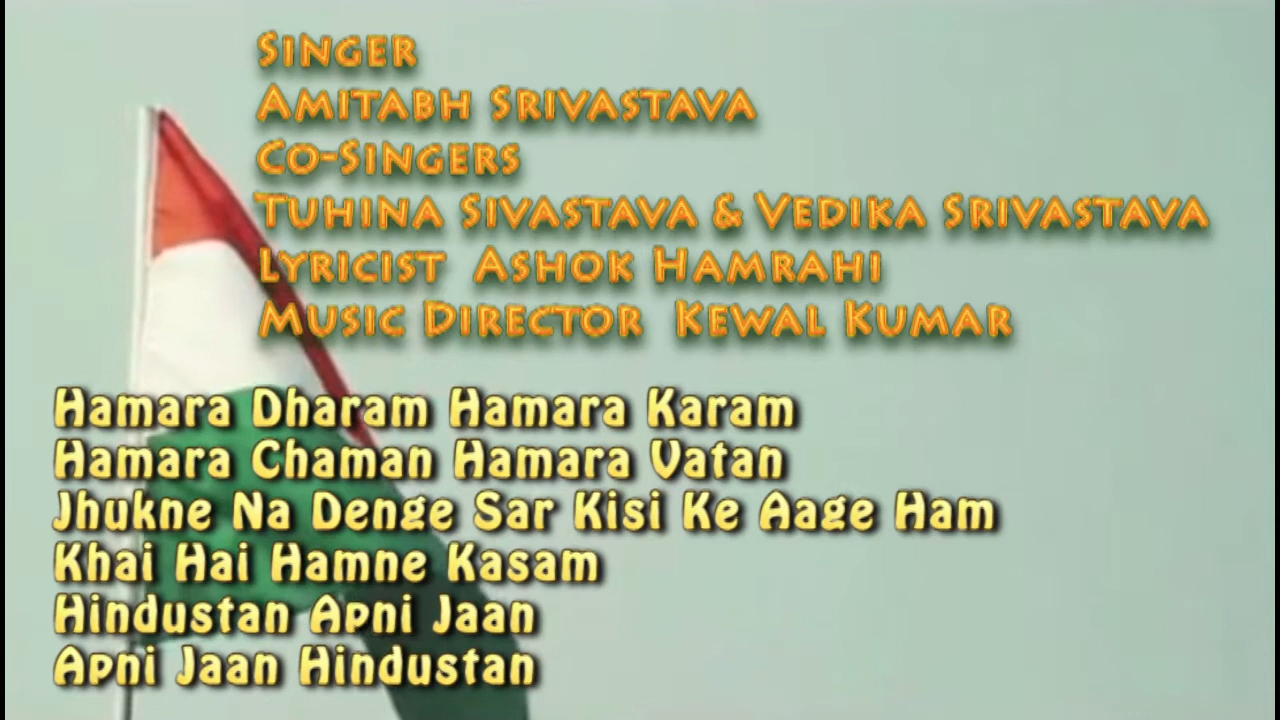 Singer
Amitabh Srivastava
Co-Singers
Tuhina Sivastava & Vedika Srivastava
Lyricist Ashok Hamrahi
Music Director Kewal Kumar
Hamara Dharam Hamara Karam
Hamara Chaman Hamara Vatan
Jhukne Na Denge Sar Kisi Ke Aage Ham
Khai Hai Hamne Kasam
Hindustan Apni Jaan
Apni Jaan Hindustan